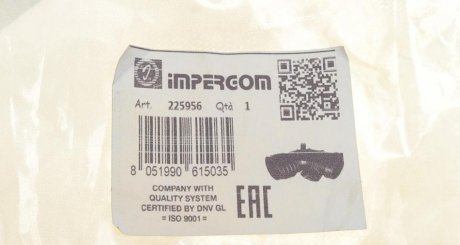 IMPERGOM
Art. 225956 Qtà 1
8 051990 615035
COMPANY WITH
QUALITY SYSTEM
CERTIFIED BY DNV GL
= ISO 9001 =
EAC